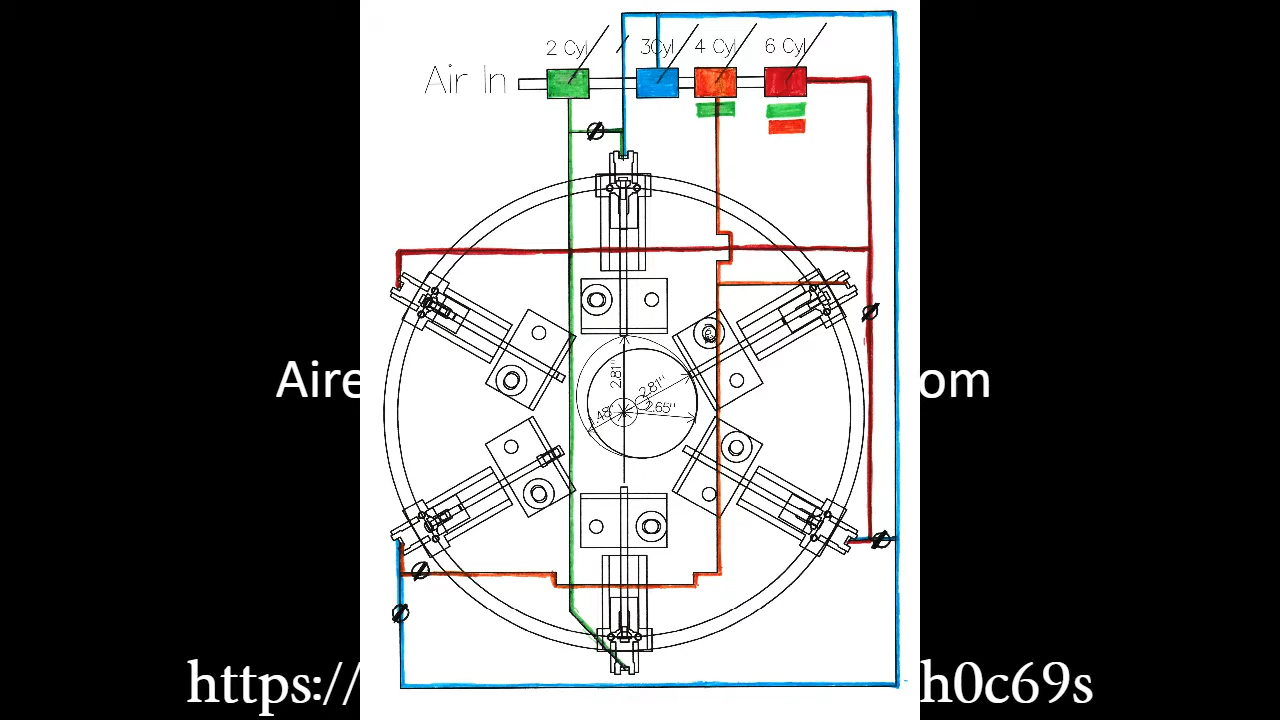 2 Cyl 3Cyl 4 Cyl 6 Cyl
Air In
2.81"
2.81"
2.65"
.48
Aire om
https:// h0c69s